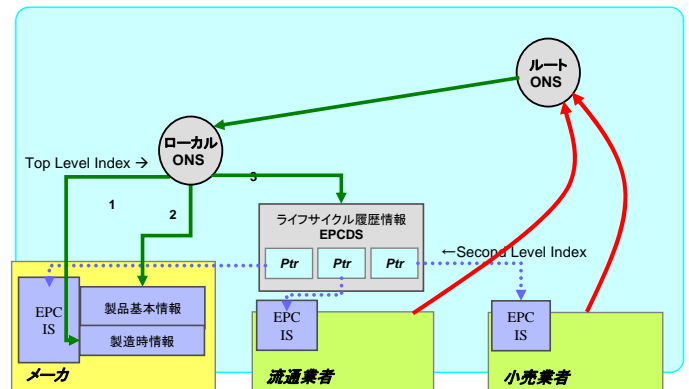 ルート
ONS
ローカル
ONS
Top Level Index →
3
1
2
ライフサイクル履歴情報
EPCDS
Ptr Ptr Ptr
←Second Level Index
EPC
IS
製品基本情報
製造時情報
メーカ
EPC
IS
流通業者
EPC
IS
小売業者